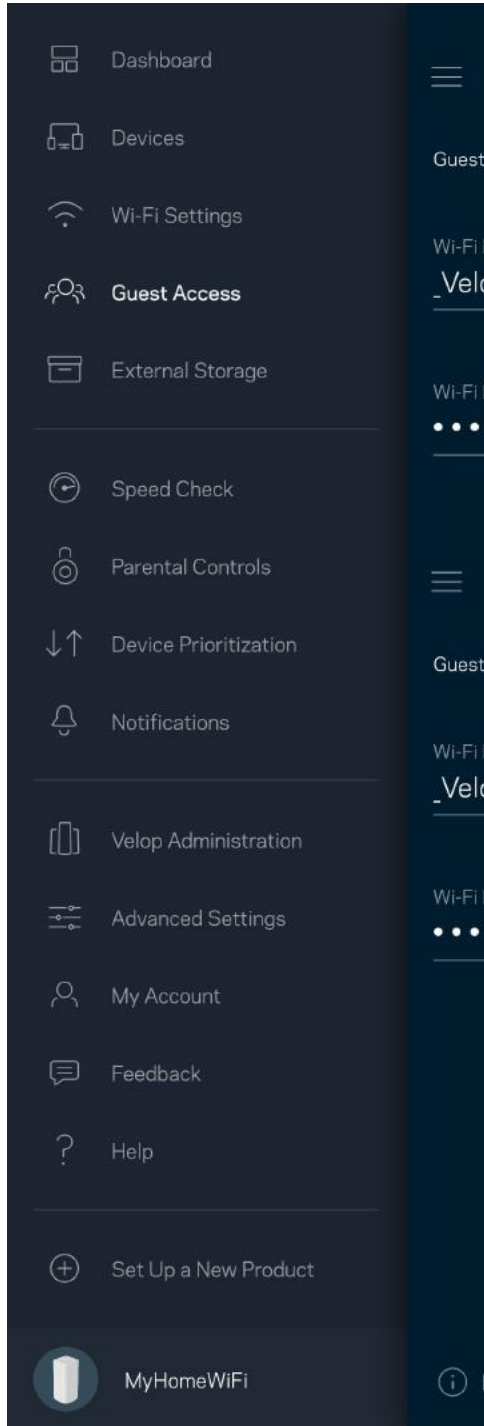 Dashboard
Devices
Wi-Fi Settings
Guest Access
External Storage
Speed Check
Parental Controls
Device Prioritization
Notifications
Velop Administration
Advanced Settings
My Account
Feedback
Help
Set Up a New Product
MyHomeWiFi
Guest
Wi-Fi
_Velo
Wi-Fi
Guest
Wi-Fi
_Velo
Wi-Fi